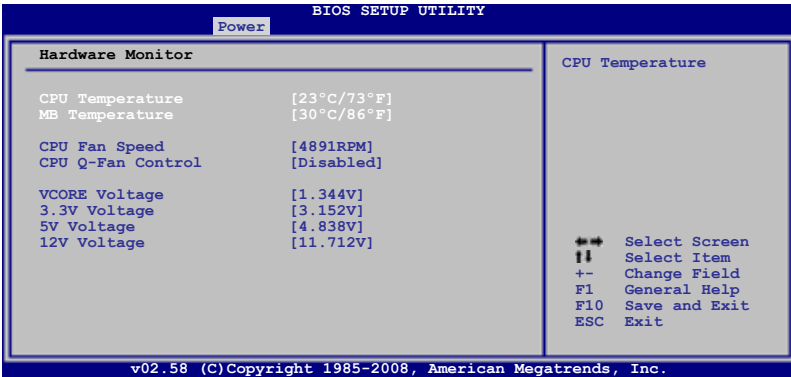 BIOS SETUP UTILITY
Power
Hardware Monitor
CPU Temperature [23°C/73°F]
MB Temperature [30°C/86°F]
CPU Fan Speed [4891RPM]
CPU Q-Fan Control [Disabled]
VCORE Voltage [1.344V]
3.3V Voltage [3.152V]
5V Voltage [4.838V]
12V Voltage [11.712V]
CPU Temperature
←→ Select Screen
↑↓ Select Item
+- Change Field
F1 General Help
F10 Save and Exit
ESC Exit
v02.58 (C)Copyright 1985-2008, American Megatrends, Inc.